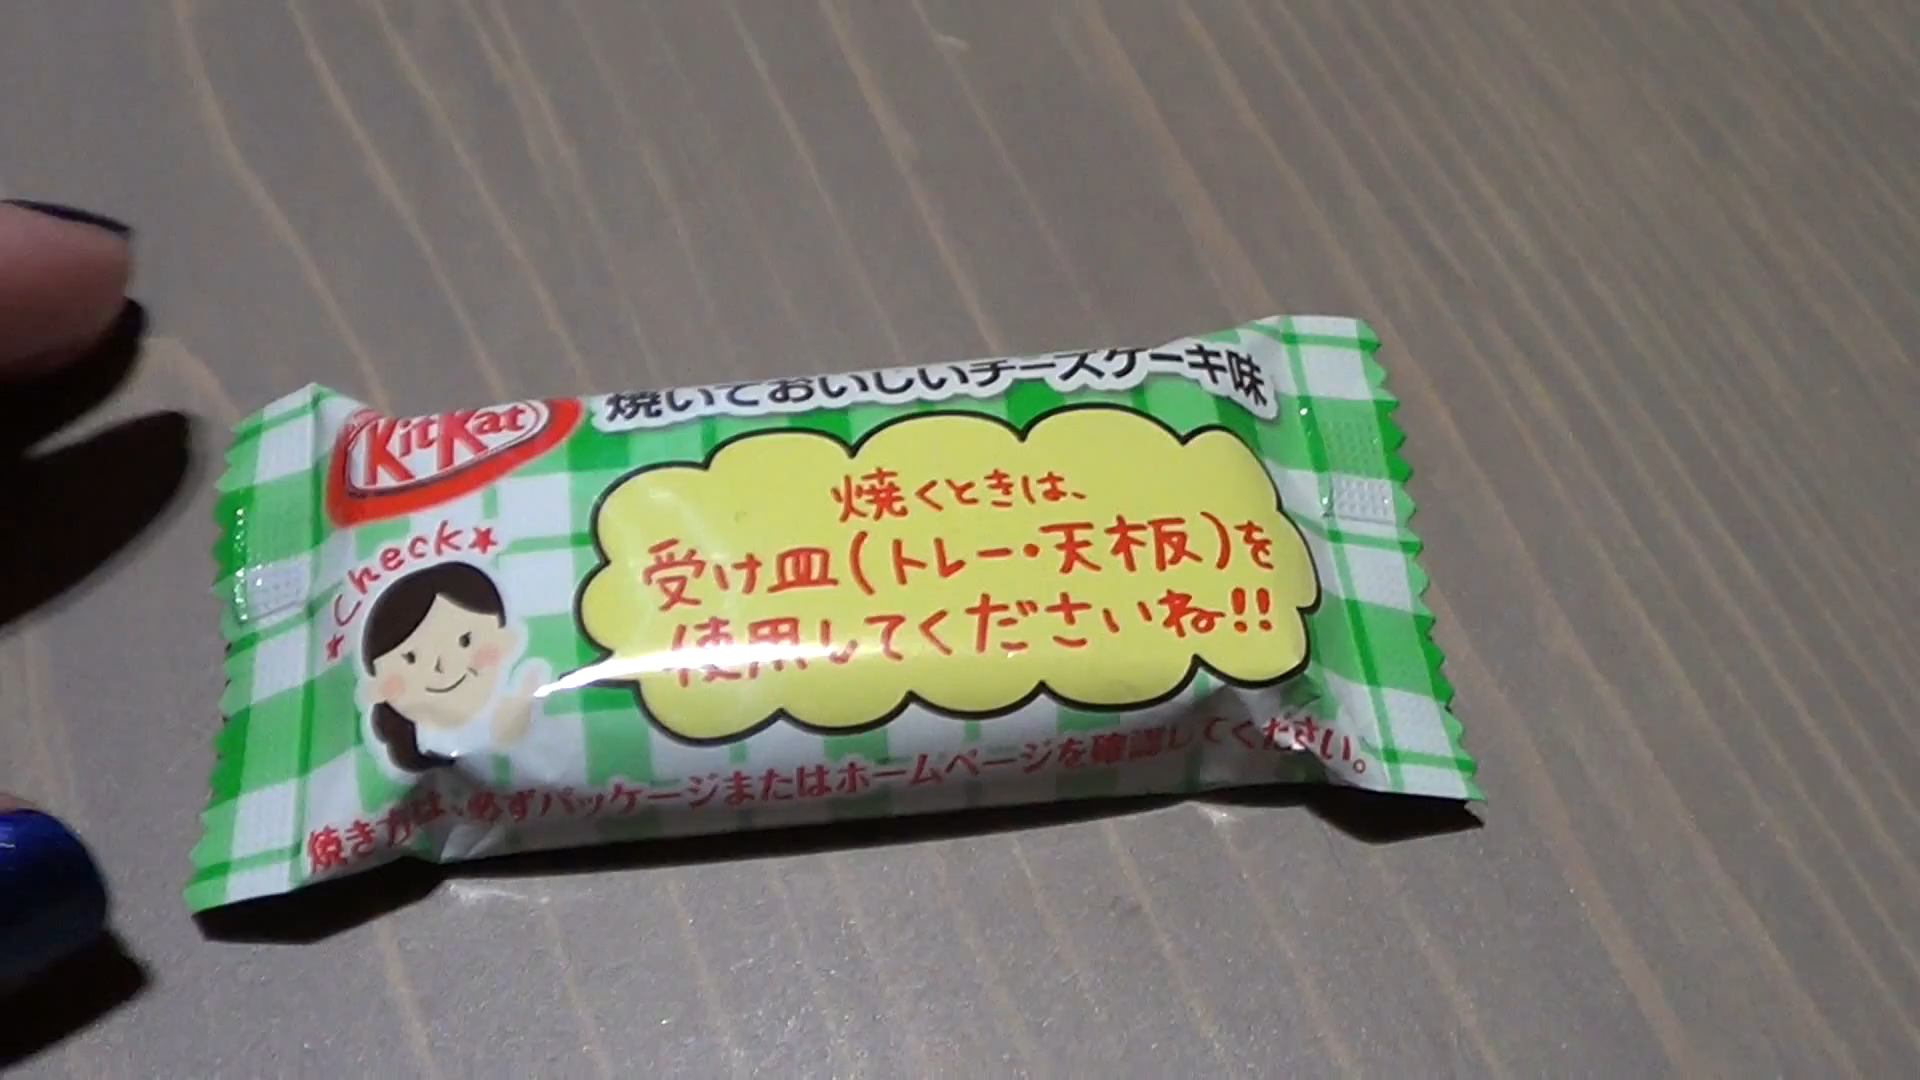 KitKat
焼いておいしいチーズケーキ味
★Check★
焼くときは、
受け皿(トレー・天板)を
使用してくださいね!!
焼き方は、必ずパッケージまたはホームページを確認してください。